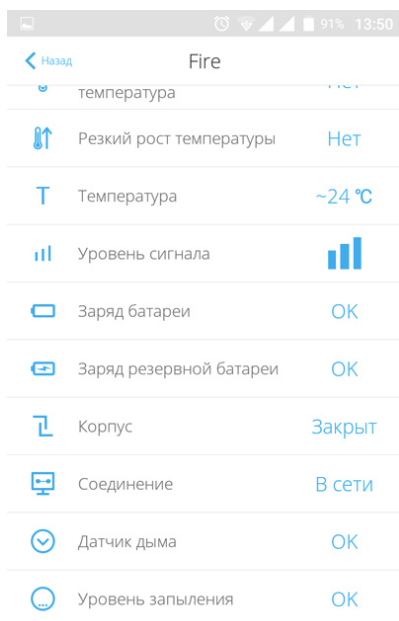 91% 13:50
Назад Fire
температура Нет
Резкий рост температуры Нет
T Температура ~24 °C
Уровень сигнала
Заряд батареи OK
Заряд резервной батареи OK
Корпус Закрыт
Соединение В сети
Датчик дыма OK
Уровень запыления OK